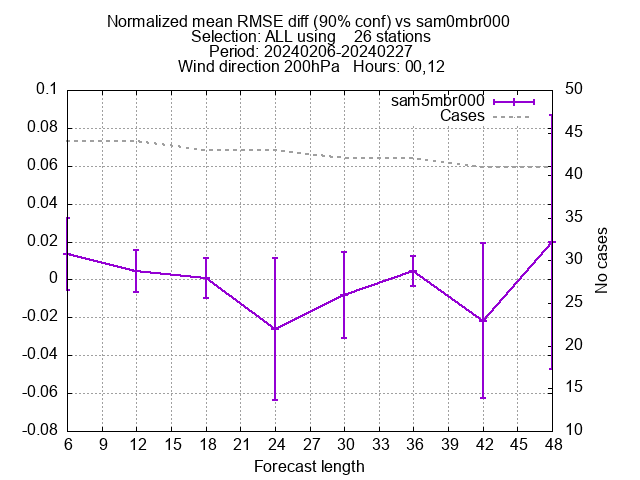 Normalized mean RMSE diff (90% conf) vs sam0mbr000
Selection: ALL using    26 stations
Period: 20240206-20240227
Wind direction 200hPa   Hours: 00,12
sam5mbr000
Cases
0.1
0.08
0.06
0.04
0.02
0
-0.02
-0.04
-0.06
-0.08
50
45
40
35
30
25
20
15
10
No cases
6 9 12 15 18 21 24 27 30 33 36 39 42 45 48
Forecast length